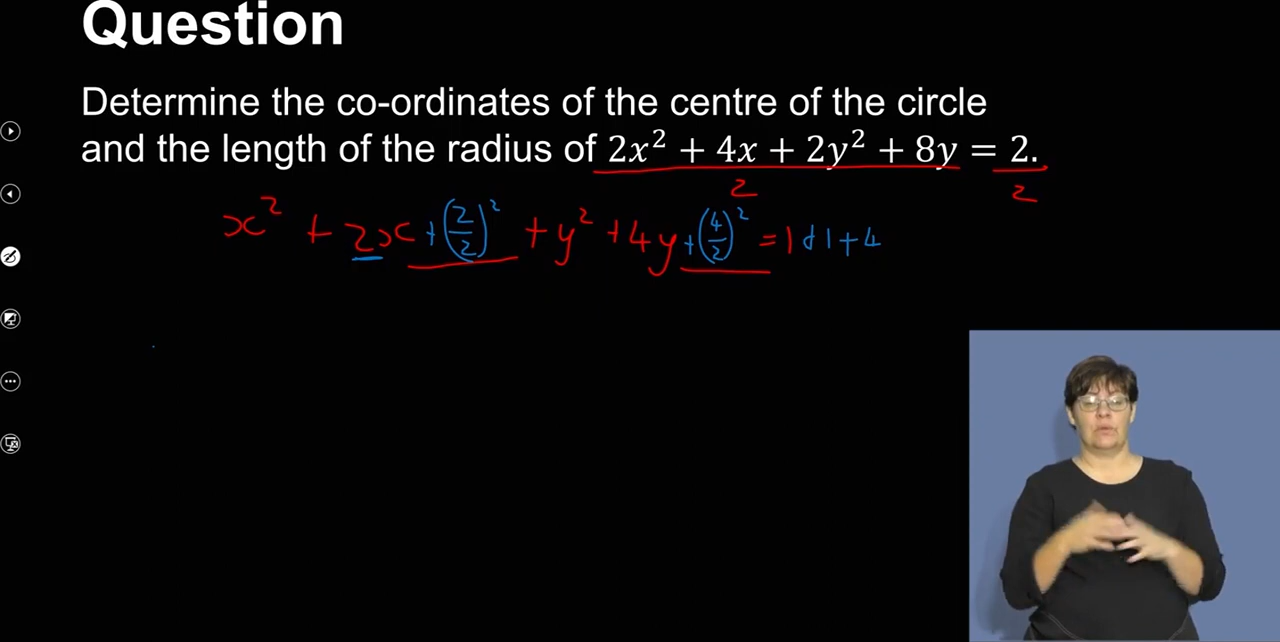 Question
Determine the co-ordinates of the centre of the circle
and the length of the radius of 2x² + 4x + 2y² + 8y = 2.
2 2
x² + 2x + (2/2)² + y² + 4y + (4/2)² = 1 + 1 + 4